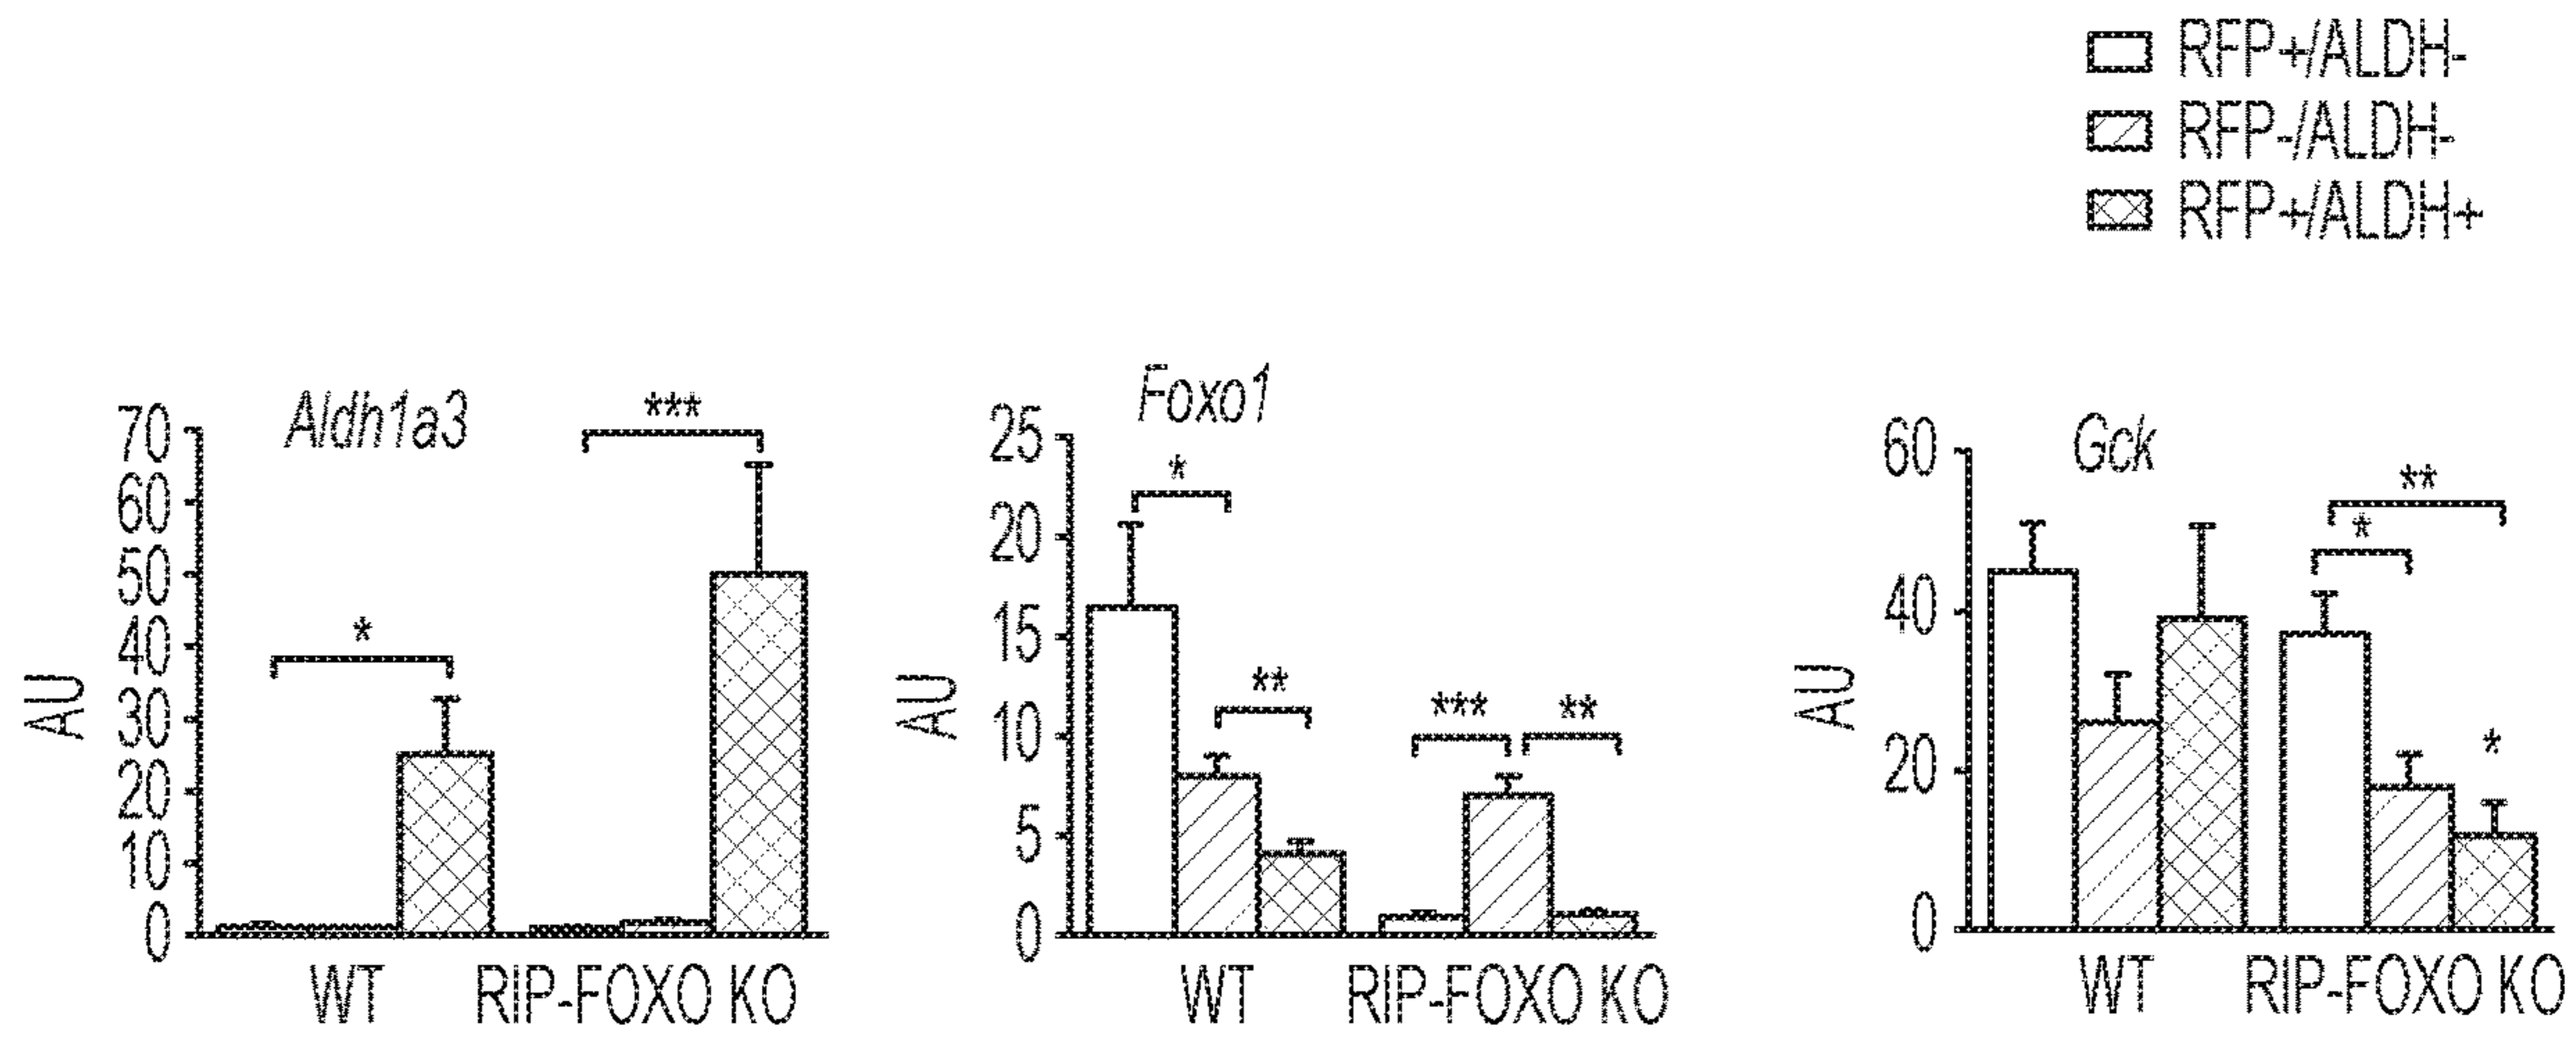 RFP+/ALDH-
RFP-/ALDH-
RFP+/ALDH+
Aldh1a3
AU
70
60
50
40
30
20
10
0
*
***
WT
RIP-FOXO KO
Foxo1
AU
25
20
15
10
5
0
*
**
***
**
WT
RIP-FOXO KO
Gck
AU
60
40
20
0
**
*
*
WT
RIP-FOXO KO